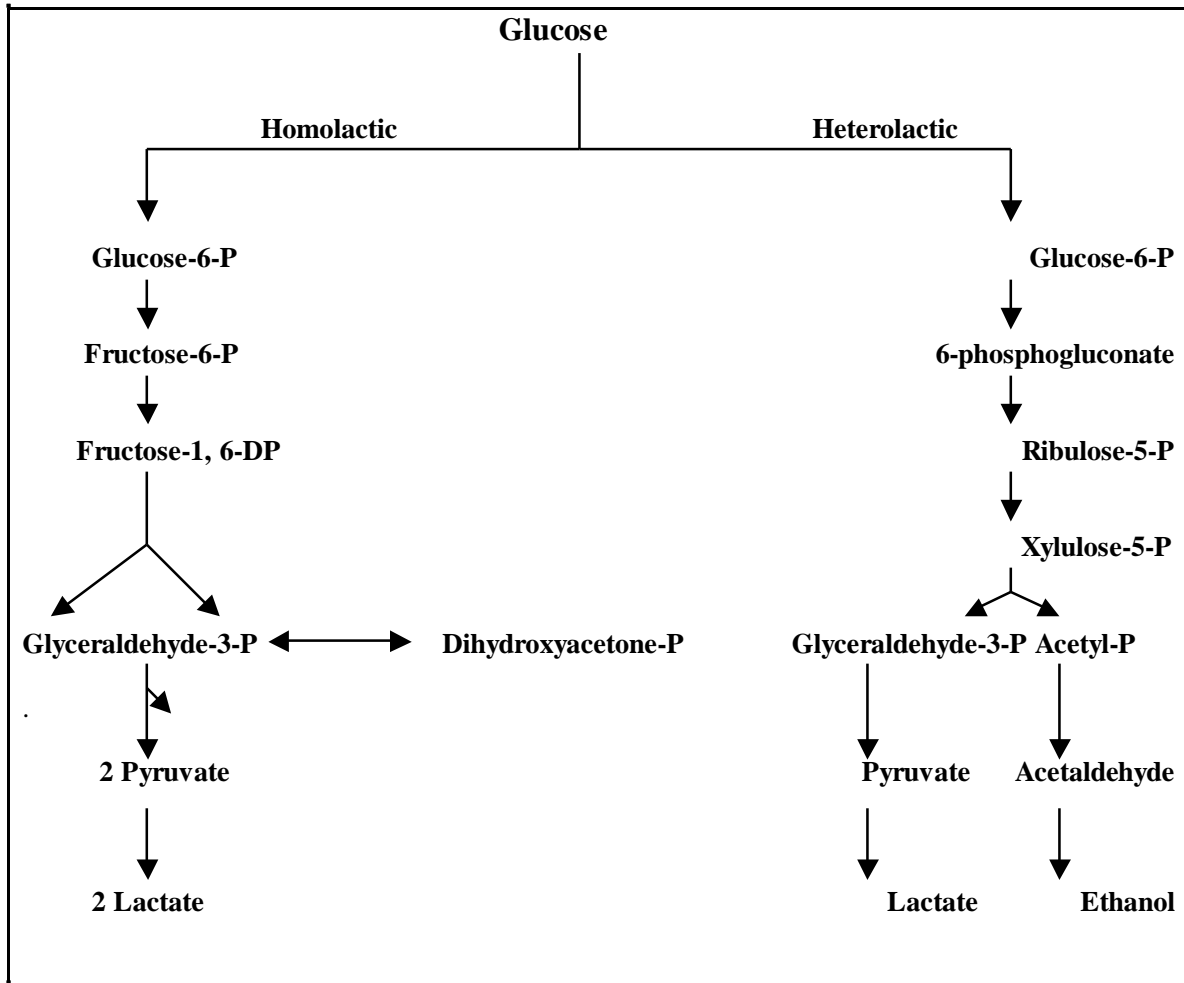 Glucose
Homolactic Heterolactic
Glucose-6-P Glucose-6-P
Fructose-6-P 6-phosphogluconate
Fructose-1, 6-DP Ribulose-5-P
Xylulose-5-P
Glyceraldehyde-3-P Dihydroxyacetone-P Glyceraldehyde-3-P Acetyl-P
.
2 Pyruvate Pyruvate Acetaldehyde
2 Lactate Lactate Ethanol